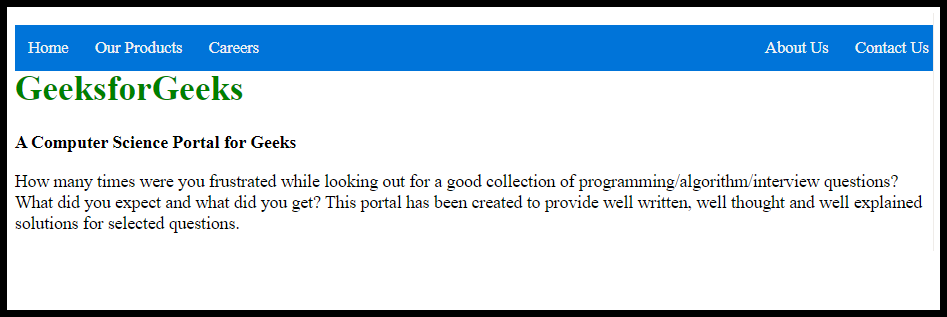 Home Our Products Careers About Us Contact Us
GeeksforGeeks
A Computer Science Portal for Geeks
How many times were you frustrated while looking out for a good collection of programming/algorithm/interview questions?
What did you expect and what did you get? This portal has been created to provide well written, well thought and well explained
solutions for selected questions.